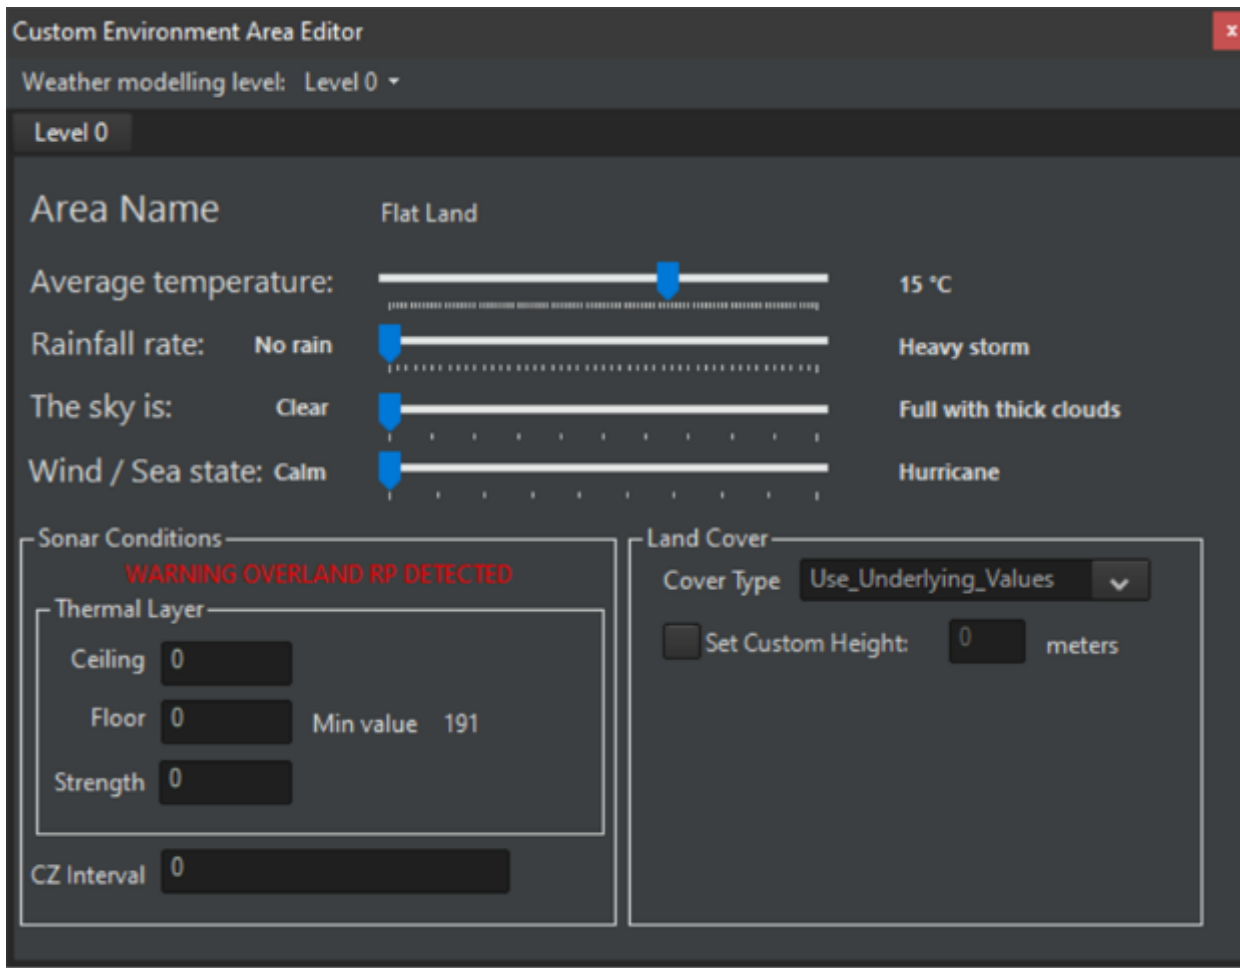 Custom Environment Area Editor x
Weather modelling level: Level 0
Level 0
Area Name Flat Land
Average temperature: 15 °C
Rainfall rate: No rain Heavy storm
The sky is: Clear Full with thick clouds
Wind / Sea state: Calm Hurricane
Sonar Conditions
WARNING OVERLAND RP DETECTED
Thermal Layer
Ceiling 0
Floor 0 Min value 191
Strength 0
CZ Interval 0
Land Cover
Cover Type Use_Underlying_Values
Set Custom Height: 0 meters